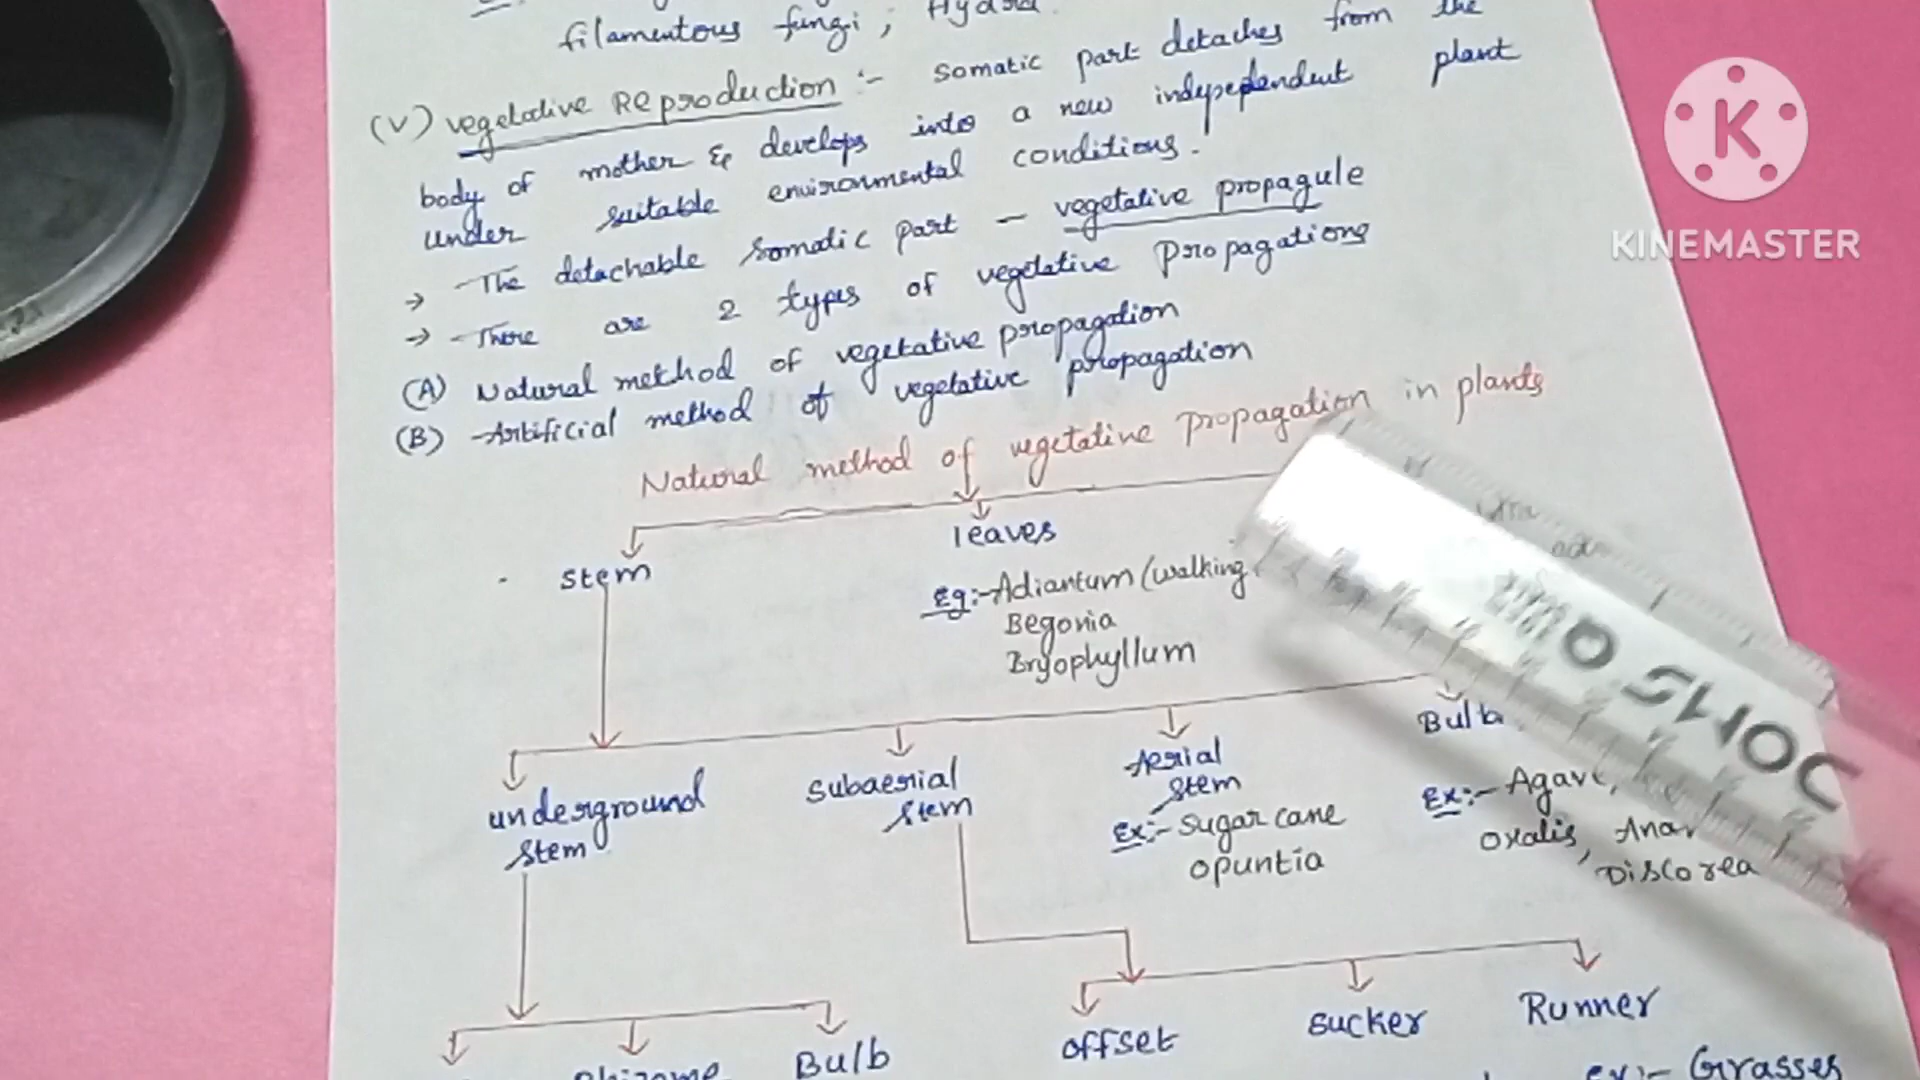 filamentous fungi, Hydra
(V) vegetative Reproduction :- somatic part detaches from the
body of mother & develops into a new indyependent plant
under suitable environmental conditions.
→ The detachable somatic part - vegetative propagule
→ There are 2 types of vegetative Propagations
(A) Natural method of vegetative propagation
(B) Artificial method of vegetative propagation
Natural method of vegetative Propagation in plants
stem
leaves
Eg:- Adiantum (walking
Begonia
Bryophyllum
underground
stem
subaerial
stem
Aerial
stem
Ex:- sugar cane
opuntia
Bulb
Ex:- Agave,
oxalis,
Discorea
Rhizome
Bulb
offset
sucker
Runner
ex:- Grasses
K
KINEMASTER
DOMS